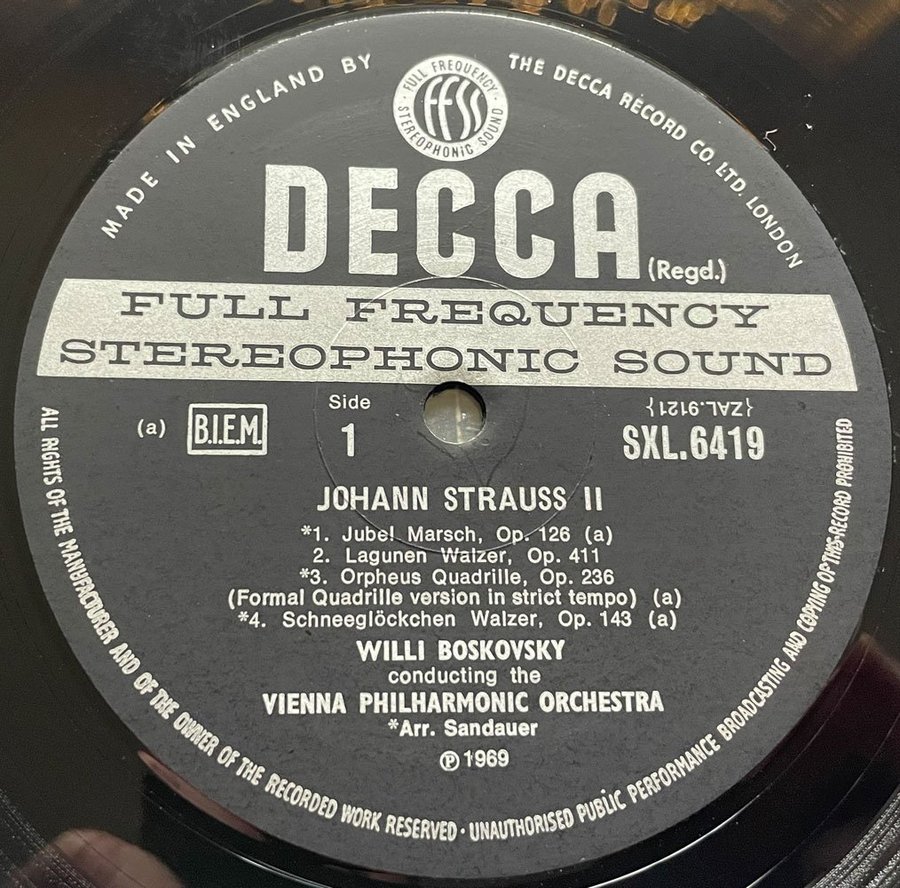 MADE IN ENGLAND BY
THE DECCA RECORD CO. LTD. LONDON
· FULL FREQUENCY ·
FFSS
STEREOPHONIC SOUND
DECCA (Regd.)
FULL FREQUENCY
STEREOPHONIC SOUND
Side
{ZAL.9121}
(a) B.I.E.M. 1 SXL.6419
JOHANN STRAUSS II
*1. Jubel Marsch, Op. 126 (a)
2. Lagunen Walzer, Op. 411
*3. Orpheus Quadrille, Op. 236
(Formal Quadrille version in strict tempo) (a)
*4. Schneeglöckchen Walzer, Op. 143 (a)
WILLI BOSKOVSKY
conducting the
VIENNA PHILHARMONIC ORCHESTRA
*Arr. Sandauer
℗ 1969
ALL RIGHTS OF THE MANUFACTURER AND OF THE OWNER OF THE RECORDED WORK RESERVED · UNAUTHORISED PUBLIC PERFORMANCE BROADCASTING AND COPYING OF THIS RECORD PROHIBITED